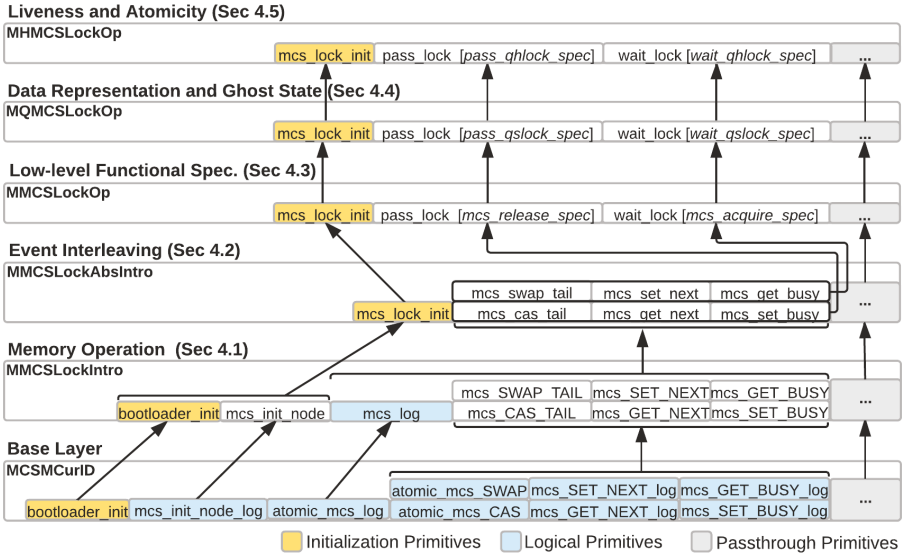 Liveness and Atomicity (Sec 4.5)
MHMCSLockOp
mcs_lock_init pass_lock [pass_qhlock_spec] wait_lock [wait_qhlock_spec] ...
Data Representation and Ghost State (Sec 4.4)
MQMCSLockOp
mcs_lock_init pass_lock [pass_qslock_spec] wait_lock [wait_qslock_spec] ...
Low-level Functional Spec. (Sec 4.3)
MMCSLockOp
mcs_lock_init pass_lock [mcs_release_spec] wait_lock [mcs_acquire_spec] ...
Event Interleaving (Sec 4.2)
MMCSLockAbsIntro
mcs_swap_tail mcs_set_next mcs_get_busy
...
mcs_lock_init mcs_cas_tail mcs_get_next mcs_set_busy
Memory Operation (Sec 4.1)
MMCSLockIntro
mcs_SWAP_TAIL mcs_SET_NEXT mcs_GET_BUSY
...
bootloader_init mcs_init_node mcs_log mcs_CAS_TAIL mcs_GET_NEXT mcs_SET_BUSY
Base Layer
MCSMCurID
atomic_mcs_SWAP mcs_SET_NEXT_log mcs_GET_BUSY_log
...
bootloader_init mcs_init_node_log atomic_mcs_log atomic_mcs_CAS mcs_GET_NEXT_log mcs_SET_BUSY_log
Initialization Primitives Logical Primitives Passthrough Primitives